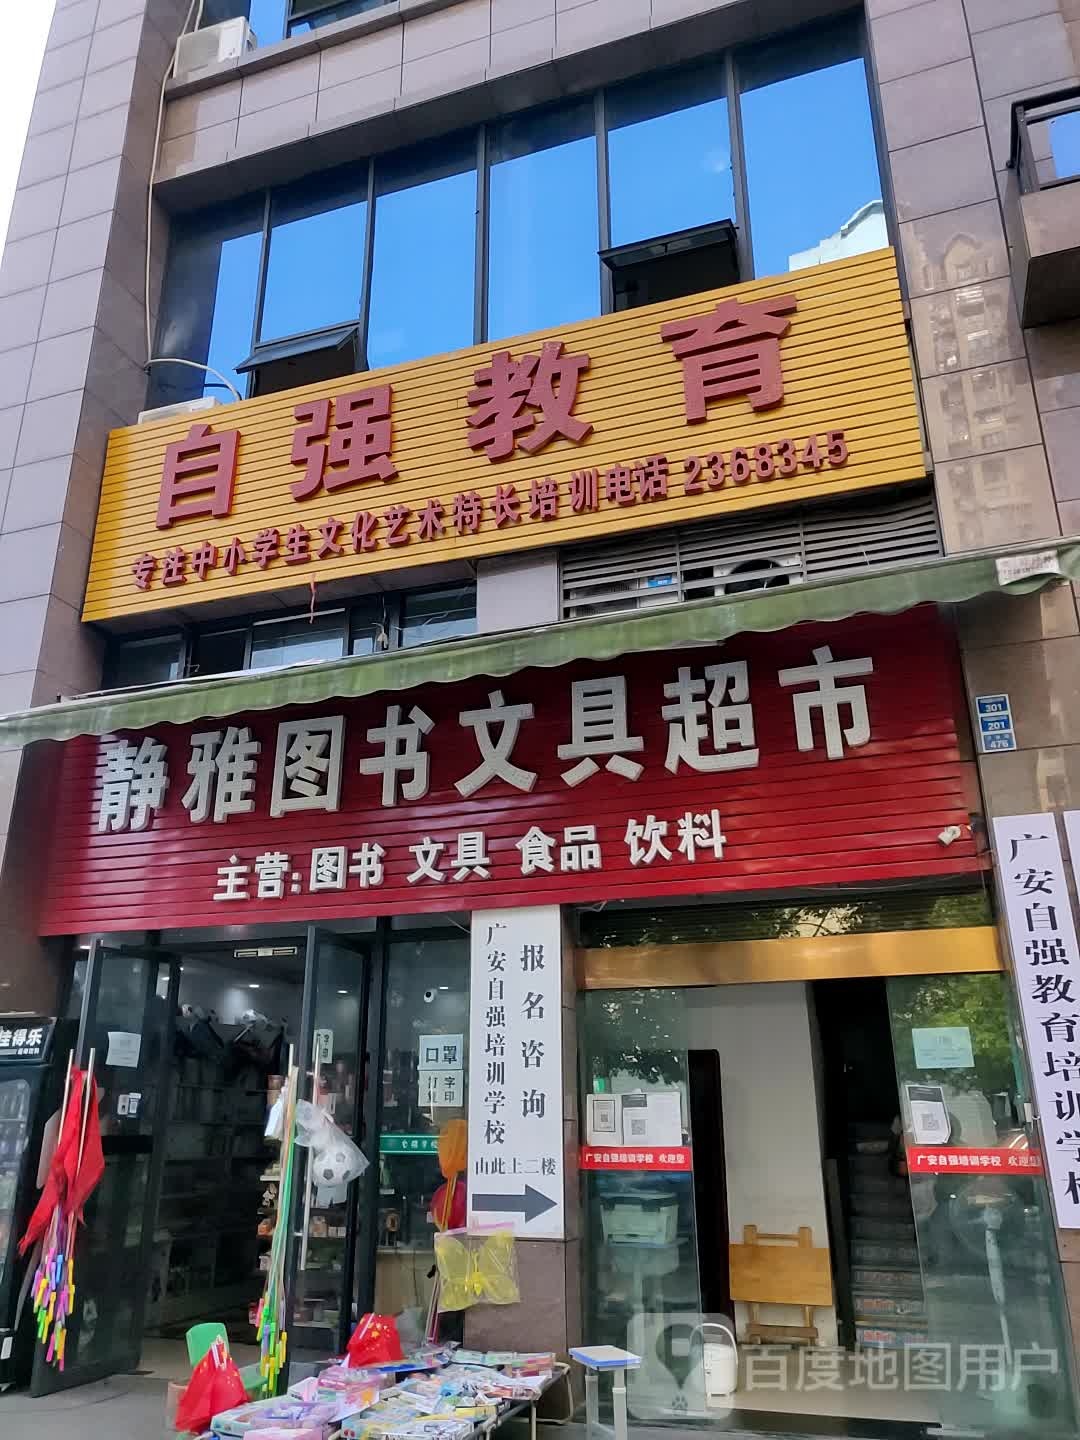 自强教育
专注中小学生文化艺术特长培训电话 2368345
静雅图书文具超市
主营:图书 文具 食品 饮料
301
201
476
广安自强教育培训学校
报名咨询
广安自强培训学校
由此上二楼
佳得乐
口罩
打字
复印
广安自强培训学校 欢迎您
广安自强培训学校 欢迎您
百度地图用户